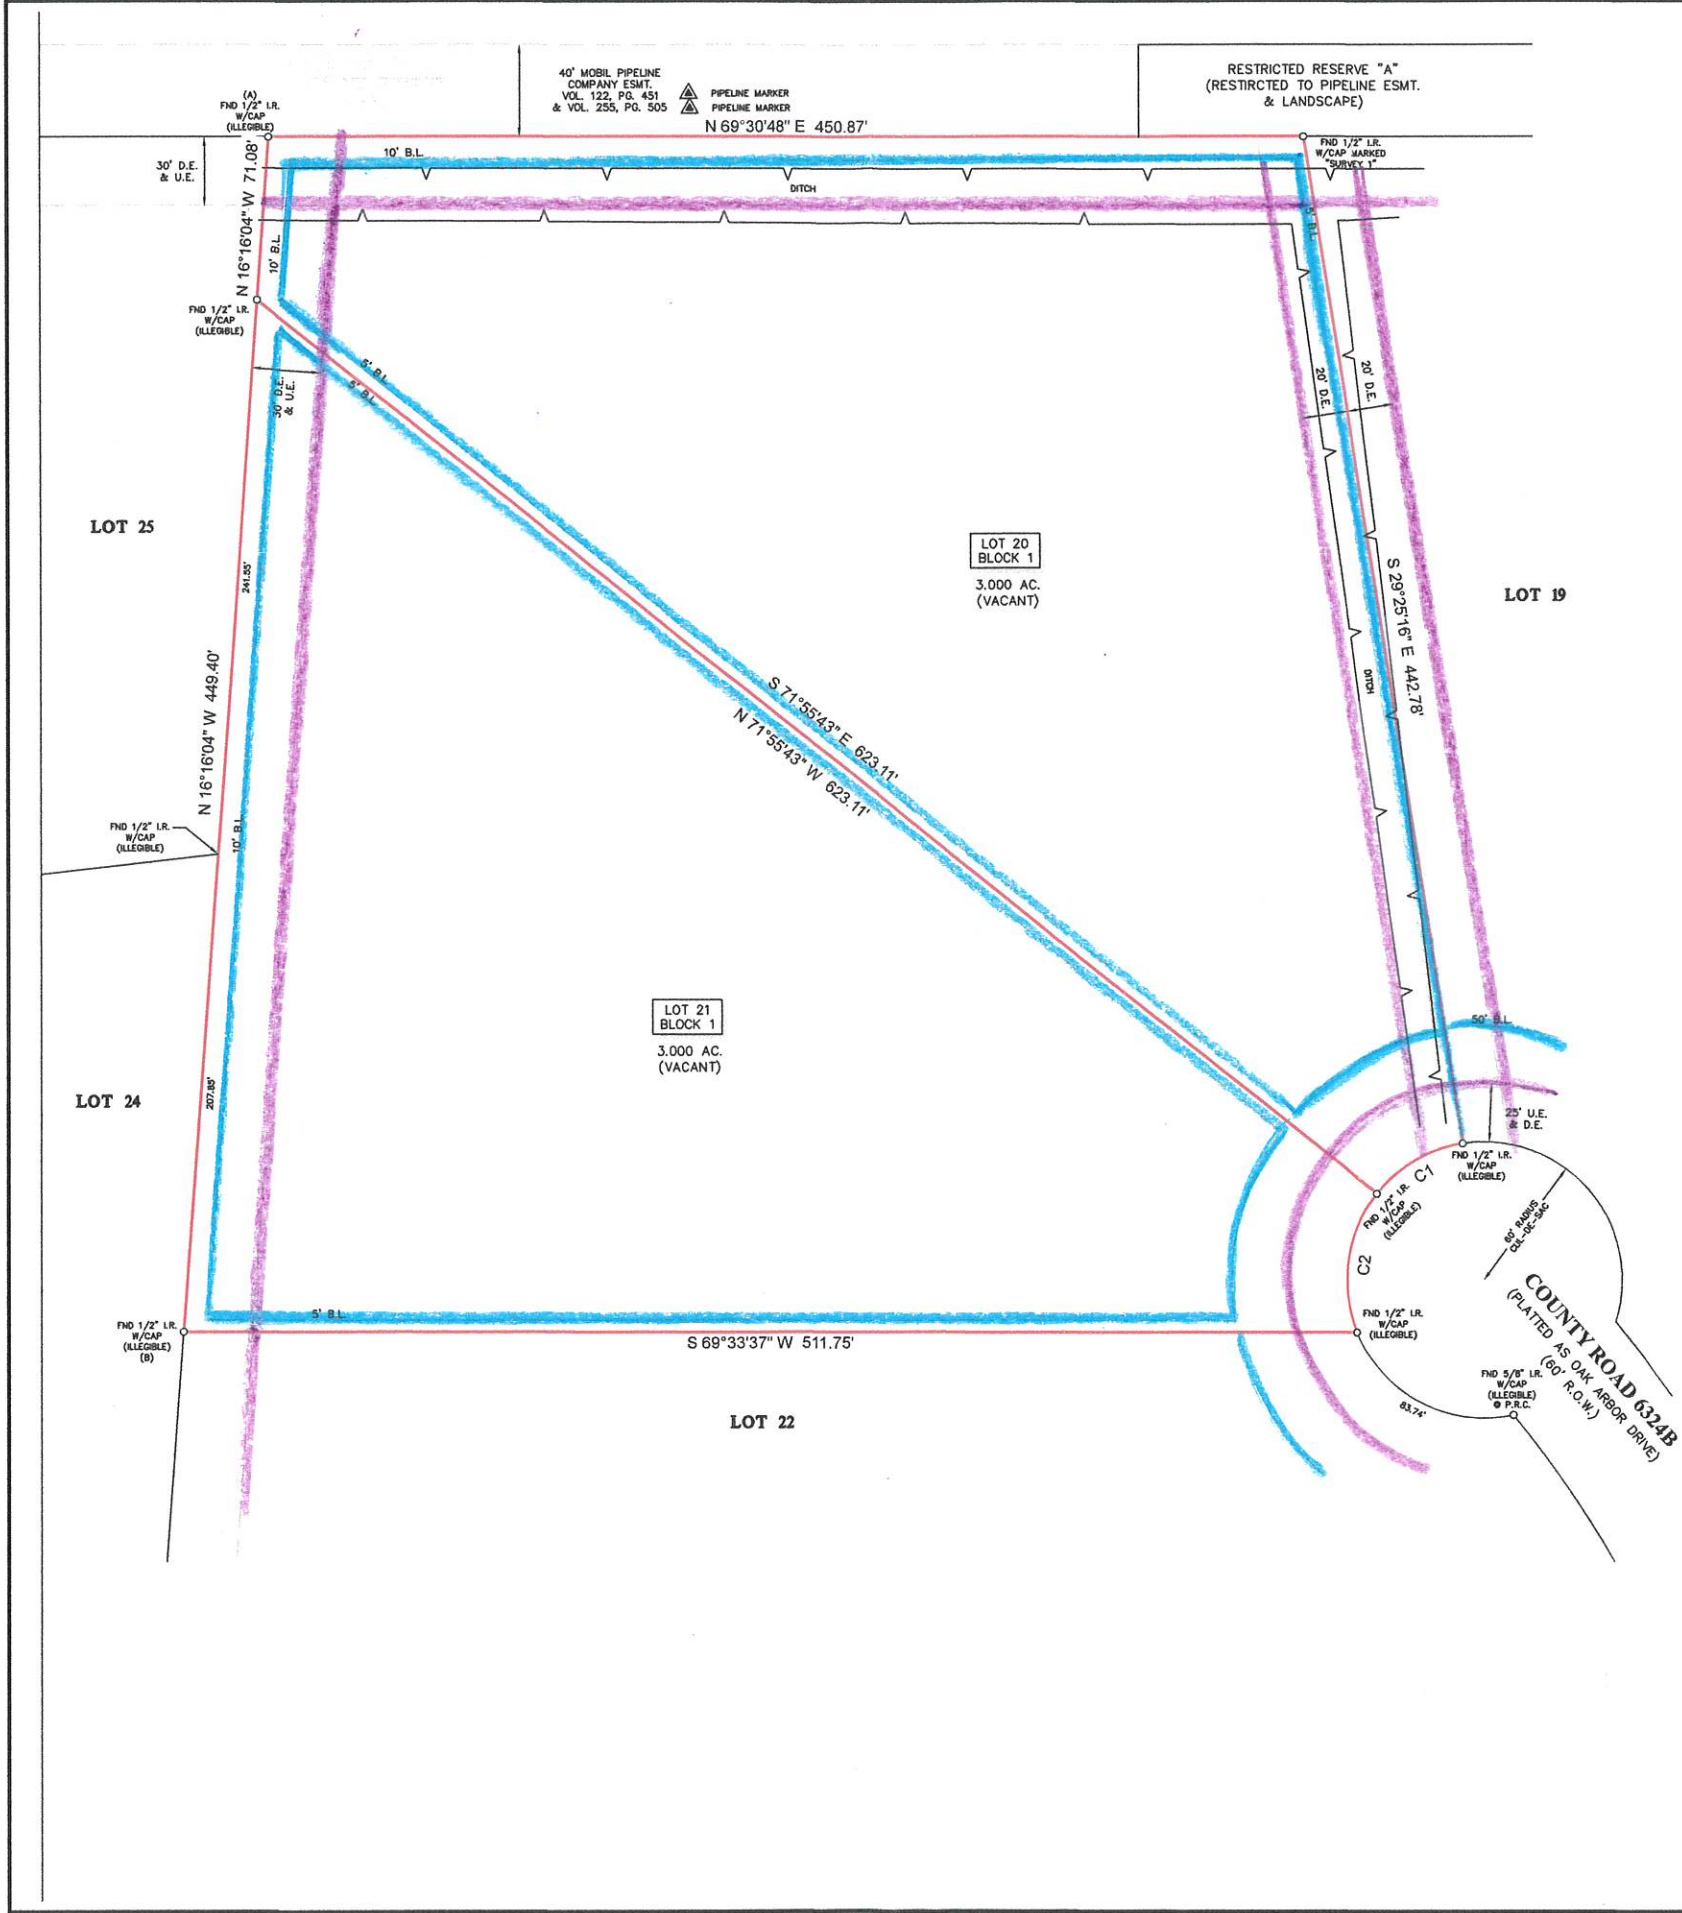 40' MOBIL PIPELINE
COMPANY ESMT.
VOL. 122, PG. 451
& VOL. 255, PG. 505
PIPELINE MARKER
PIPELINE MARKER
RESTRICTED RESERVE "A"
(RESTIRCTED TO PIPELINE ESMT.
& LANDSCAPE)
(A)
FND 1/2" I.R.
W/CAP
(ILLEGIBLE)
N 69°30'48" E 450.87'
FND 1/2" I.R.
W/CAP MARKED
"SURVEY 1"
30' D.E.
& U.E.
N 16°16'04" W 71.08'
10' B.L.
DITCH
10' B.L.
5' B.L.
FND 1/2" I.R.
W/CAP
(ILLEGIBLE)
5' B.L.
5' B.L.
30' D.E.
& U.E.
20' D.E.
20' D.E.
LOT 25
LOT 20
BLOCK 1
3.000 AC.
(VACANT)
LOT 19
241.55'
S 29°25'16" E 442.78'
DITCH
N 16°16'04" W 449.40'
S 71°55'43" E 623.11'
N 71°55'43" W 623.11'
FND 1/2" I.R.
W/CAP
(ILLEGIBLE)
10' B.L.
LOT 21
BLOCK 1
3.000 AC.
(VACANT)
50' B.L.
LOT 24
207.85'
25' U.E.
& D.E.
FND 1/2" I.R.
W/CAP
(ILLEGIBLE)
C1
FND 1/2" I.R.
W/CAP
(ILLEGIBLE)
60' RADIUS
CUL-DE-SAC
C2
COUNTY ROAD 6324B
(PLATTED AS OAK ARBOR DRIVE)
(60' R.O.W.)
5' B.L.
FND 1/2" I.R.
W/CAP
(ILLEGIBLE)
(B)
FND 1/2" I.R.
W/CAP
(ILLEGIBLE)
S 69°33'37" W 511.75'
FND 5/8" I.R.
W/CAP
(ILLEGIBLE)
@ P.R.C.
83.74'
LOT 22